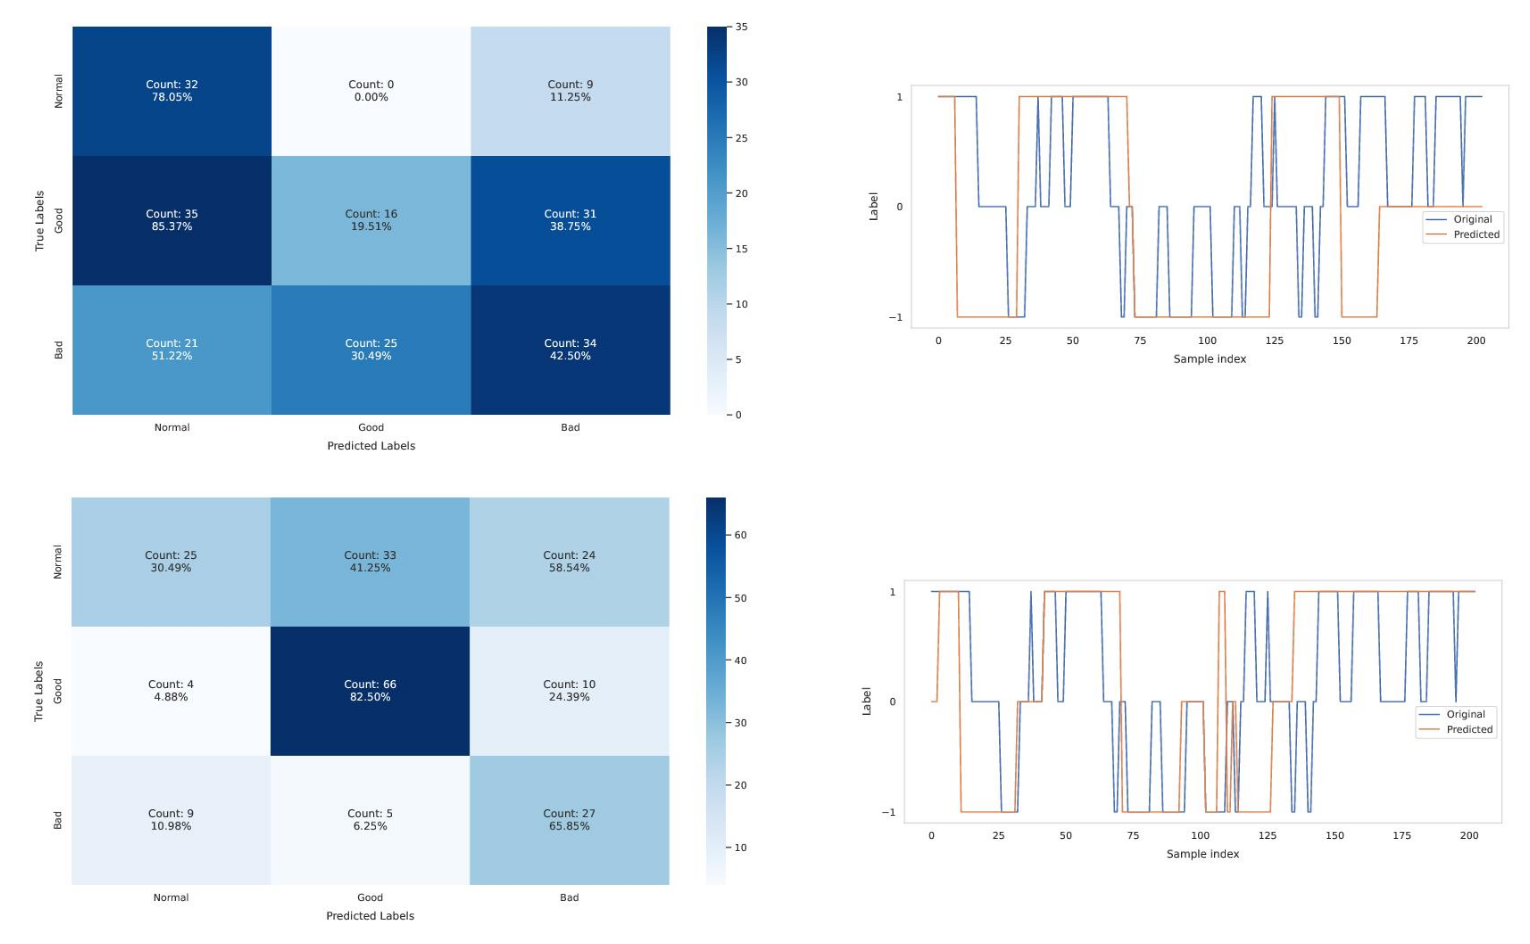 Count: 32
78.05%
Count: 0
0.00%
Count: 9
11.25%
Count: 35
85.37%
Count: 16
19.51%
Count: 31
38.75%
Count: 21
51.22%
Count: 25
30.49%
Count: 34
42.50%
Normal
Good
Bad
True Labels
Normal
Good
Bad
Predicted Labels
35
30
25
20
15
10
5
0
1
0
−1
Label
0
25
50
75
100
125
150
175
200
Sample index
Original
Predicted
Count: 25
30.49%
Count: 33
41.25%
Count: 24
58.54%
Count: 4
4.88%
Count: 66
82.50%
Count: 10
24.39%
Count: 9
10.98%
Count: 5
6.25%
Count: 27
65.85%
Normal
Good
Bad
True Labels
Normal
Good
Bad
Predicted Labels
60
50
40
30
20
10
1
0
−1
Label
0
25
50
75
100
125
150
175
200
Sample index
Original
Predicted